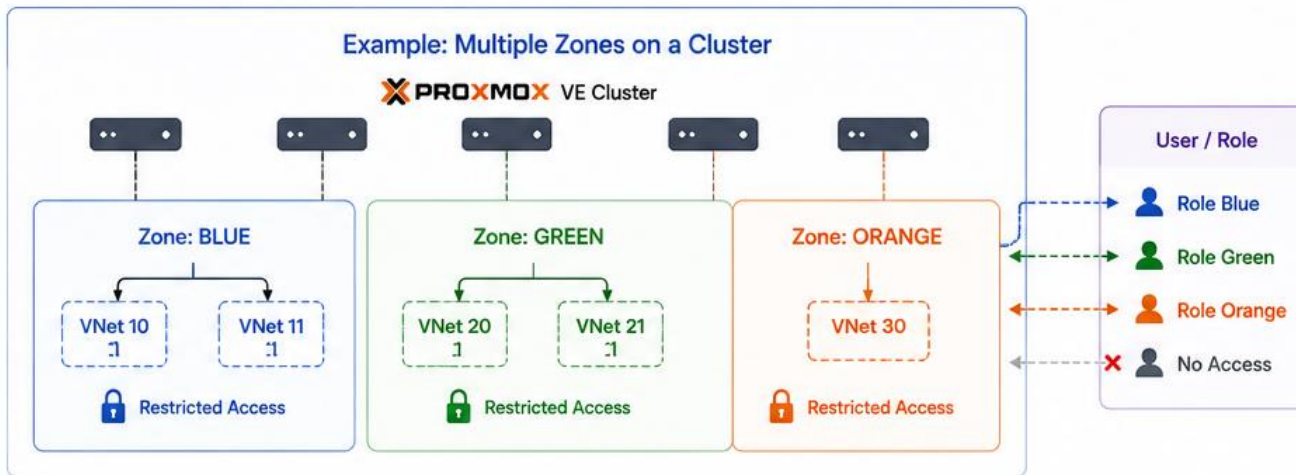 Example: Multiple Zones on a Cluster
PROXMOX VE Cluster
User / Role
Role Blue
Role Green
Role Orange
No Access
Zone: BLUE
VNet 10
VNet 11
Restricted Access
Zone: GREEN
VNet 20
VNet 21
Restricted Access
Zone: ORANGE
VNet 30
Restricted Access